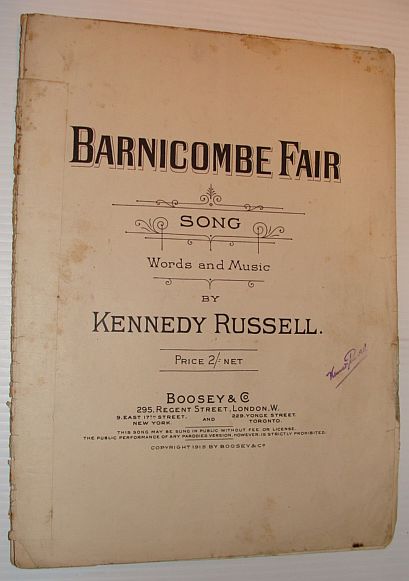 BARNICOMBE FAIR
SONG
Words and Music
BY
KENNEDY RUSSELL.
PRICE 2/= NET
BOOSEY & Co
295, REGENT STREET, LONDON. W.
9. EAST 17TH STREET, NEW YORK. AND 229. YONGE STREET, TORONTO.
THIS SONG MAY BE SUNG IN PUBLIC WITHOUT FEE OR LICENSE.
THE PUBLIC PERFORMANCE OF ANY PARODIED VERSION, HOWEVER, IS STRICTLY PROHIBITED.
COPYRIGHT 1915 BY BOOSEY & Co